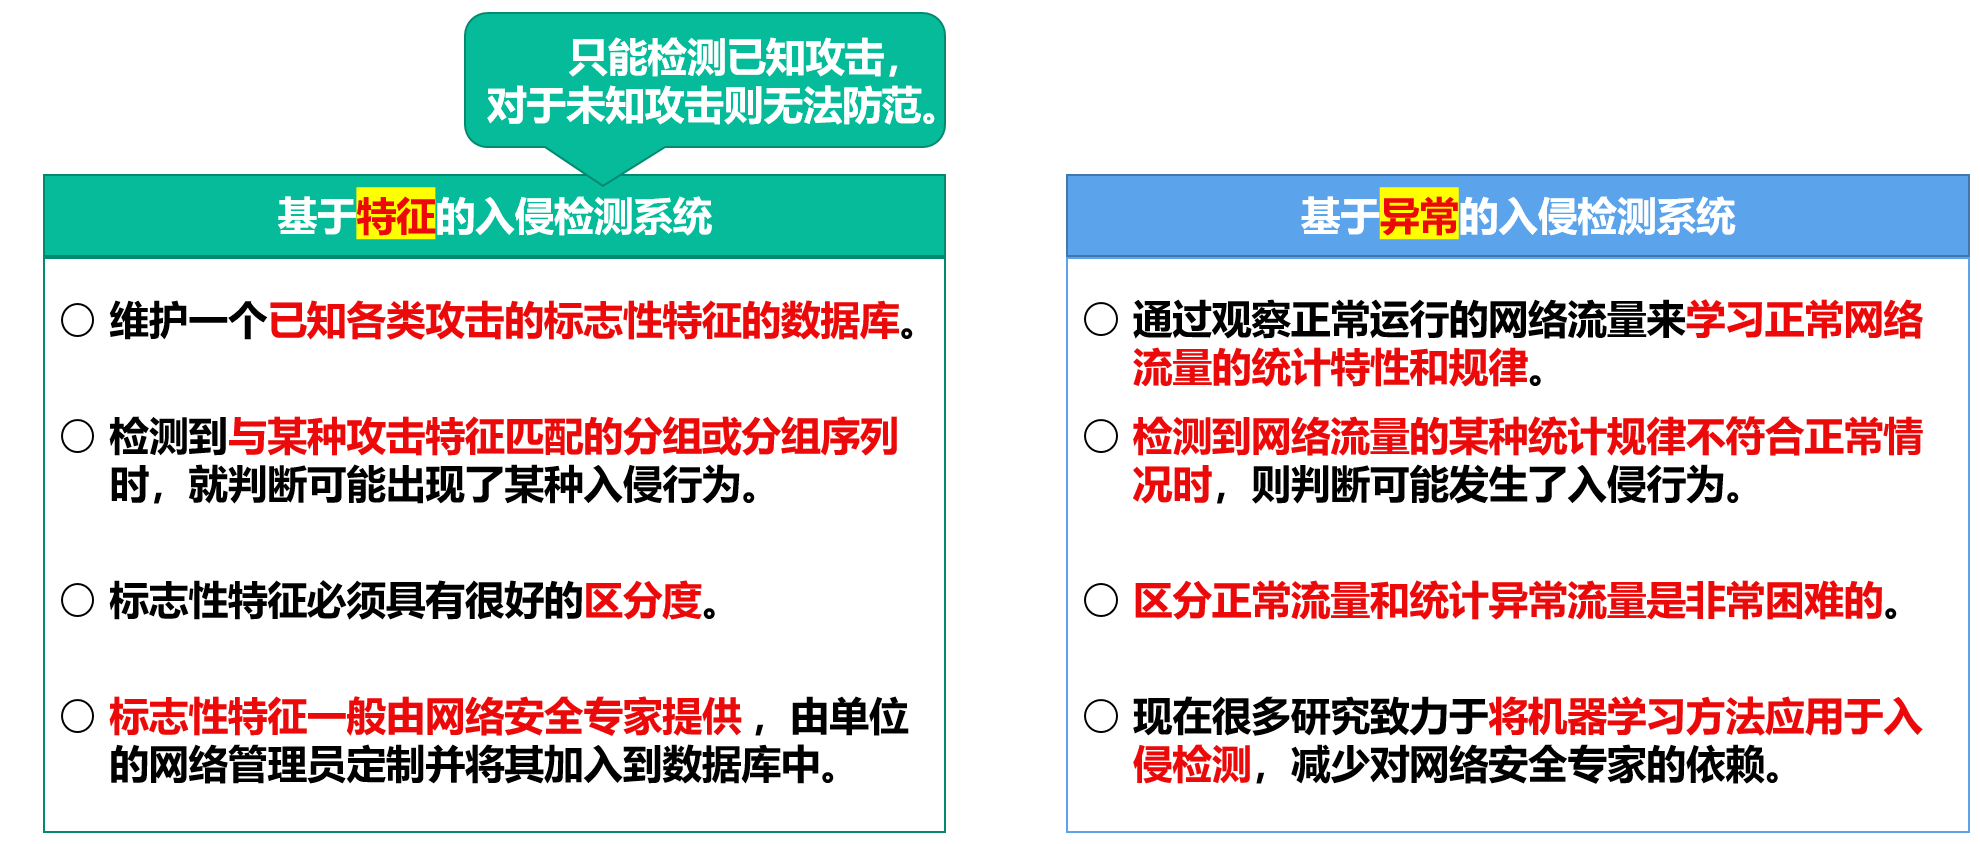 只能检测已知攻击，
对于未知攻击则无法防范。
基于特征的入侵检测系统
维护一个已知各类攻击的标志性特征的数据库。
检测到与某种攻击特征匹配的分组或分组序列
时，就判断可能出现了某种入侵行为。
标志性特征必须具有很好的区分度。
标志性特征一般由网络安全专家提供 ，由单位
的网络管理员定制并将其加入到数据库中。
基于异常的入侵检测系统
通过观察正常运行的网络流量来学习正常网络
流量的统计特性和规律。
检测到网络流量的某种统计规律不符合正常情
况时，则判断可能发生了入侵行为。
区分正常流量和统计异常流量是非常困难的。
现在很多研究致力于将机器学习方法应用于入
侵检测，减少对网络安全专家的依赖。